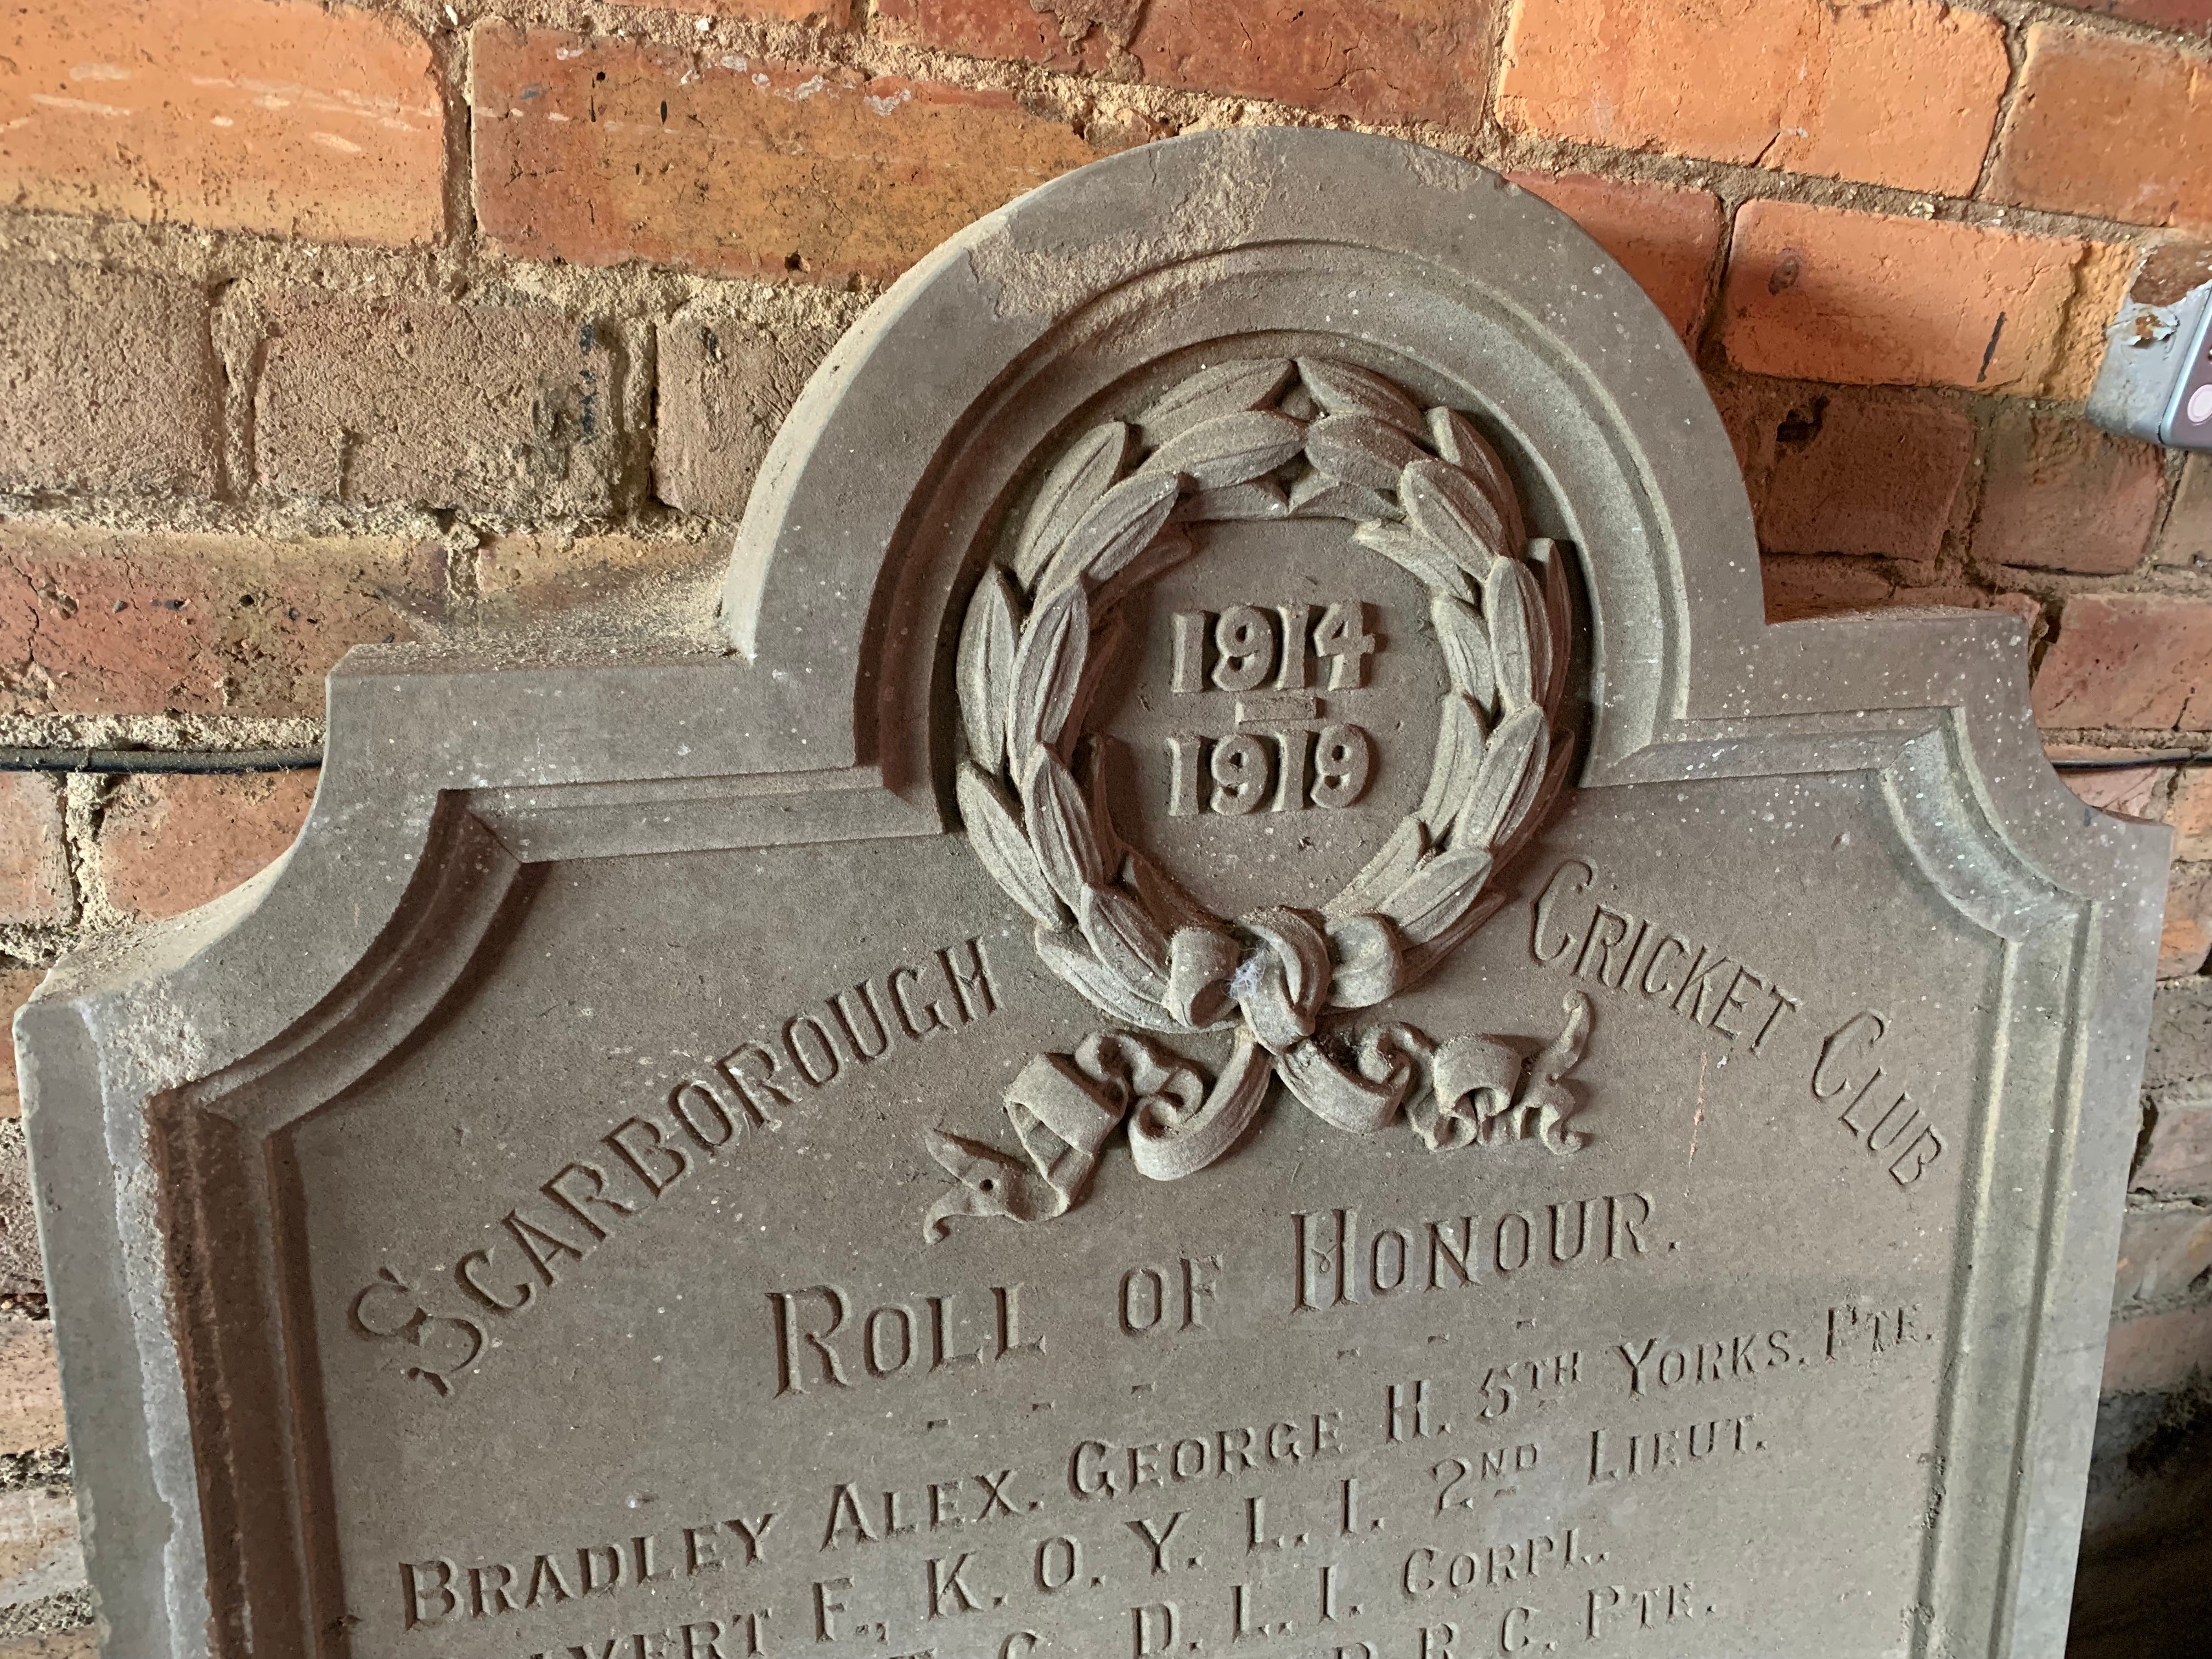 1914
–
1919
SCARBOROUGH CRICKET CLUB
ROLL OF HONOUR.
BRADLEY ALEX. GEORGE H. 5TH YORKS. PTE.
F., K. O. Y. L. I. 2ND LIEUT.
D. L. I. CORPL.
R. C. PTE.